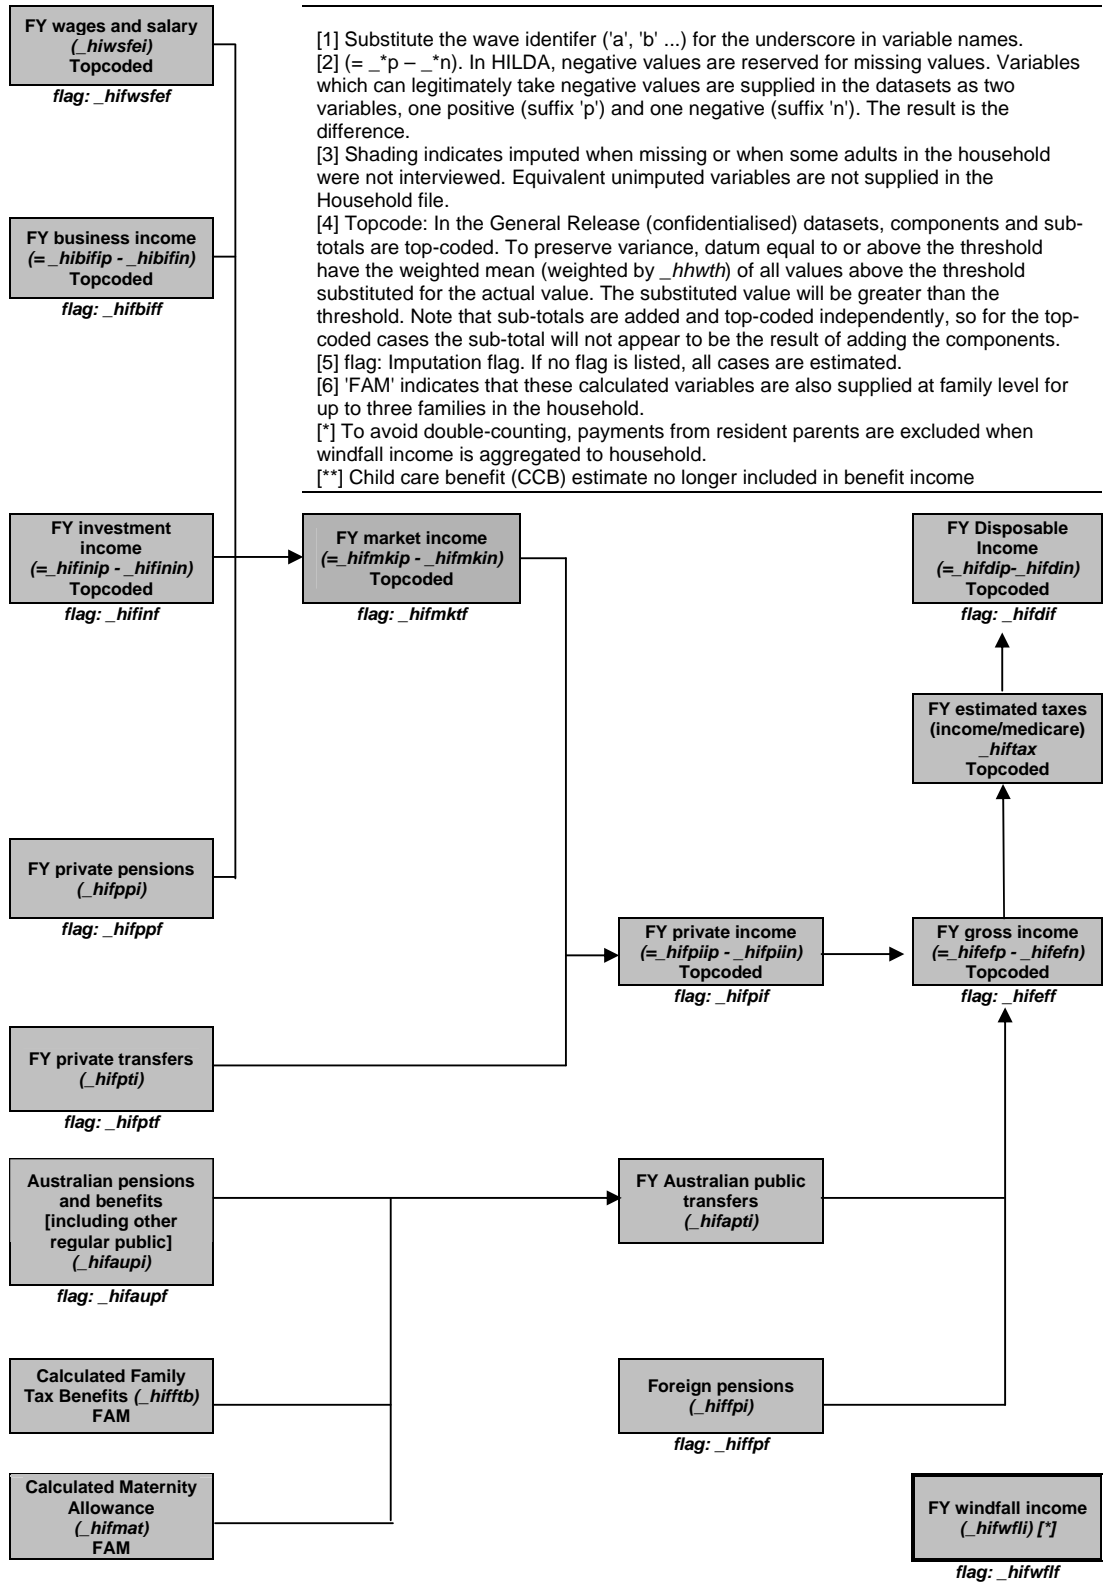 FY wages and salary
(_hiwsfei)
Topcoded
flag: _hifwsfef
[1] Substitute the wave identifer ('a', 'b' ...) for the underscore in variable names.
[2] (= _*p – _*n). In HILDA, negative values are reserved for missing values. Variables
which can legitimately take negative values are supplied in the datasets as two
variables, one positive (suffix 'p') and one negative (suffix 'n'). The result is the
difference.
[3] Shading indicates imputed when missing or when some adults in the household
were not interviewed. Equivalent unimputed variables are not supplied in the
Household file.
[4] Topcode: In the General Release (confidentialised) datasets, components and sub-
totals are top-coded. To preserve variance, datum equal to or above the threshold
have the weighted mean (weighted by _hhwth) of all values above the threshold
substituted for the actual value. The substituted value will be greater than the
threshold. Note that sub-totals are added and top-coded independently, so for the top-
coded cases the sub-total will not appear to be the result of adding the components.
[5] flag: Imputation flag. If no flag is listed, all cases are estimated.
[6] 'FAM' indicates that these calculated variables are also supplied at family level for
up to three families in the household.
[*] To avoid double-counting, payments from resident parents are excluded when
windfall income is aggregated to household.
[**] Child care benefit (CCB) estimate no longer included in benefit income
FY business income
(= _hibifip - _hibifin)
Topcoded
flag: _hifbiff
FY investment
income
(=_hifinip - _hifinin)
Topcoded
flag: _hifinf
FY market income
(=_hifmkip - _hifmkin)
Topcoded
flag: _hifmktf
FY Disposable
Income
(=_hifdip-_hifdin)
Topcoded
flag: _hifdif
FY estimated taxes
(income/medicare)
_hiftax
Topcoded
FY private pensions
(_hifppi)
flag: _hifppf
FY private income
(=_hifpiip - _hifpiin)
Topcoded
flag: _hifpif
FY gross income
(=_hifefp - _hifefn)
Topcoded
flag: _hifeff
FY private transfers
(_hifpti)
flag: _hifptf
Australian pensions
and benefits
[including other
regular public]
(_hifaupi)
flag: _hifaupf
FY Australian public
transfers
(_hifapti)
Calculated Family
Tax Benefits (_hifftb)
FAM
Foreign pensions
(_hiffpi)
flag: _hiffpf
Calculated Maternity
Allowance
(_hifmat)
FAM
FY windfall income
(_hifwfli) [*]
flag: _hifwflf